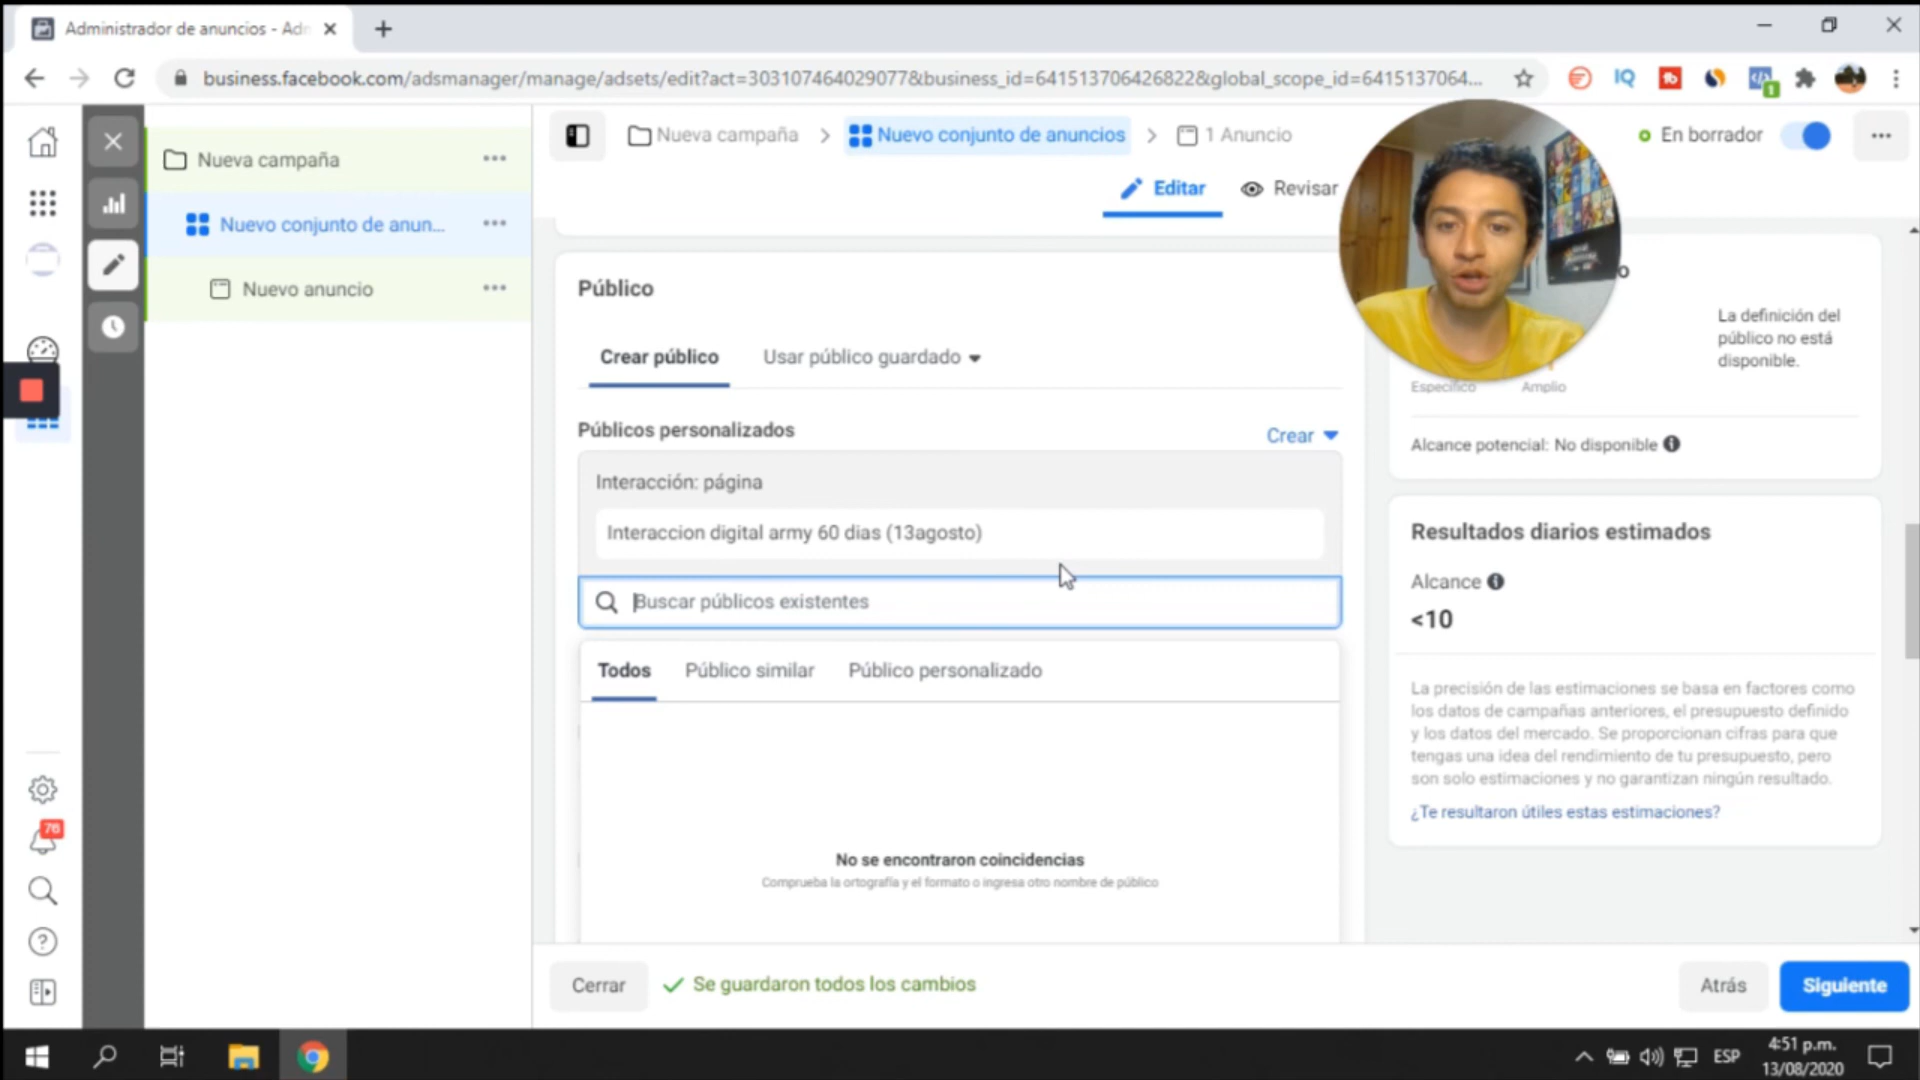 Administrador de anuncios - Adn
business.facebook.com/adsmanager/manage/adsets/edit?act=303107464029077&business_id=641513706426822&global_scope_id=6415137064...
Nueva campaña
Nuevo conjunto de anun...
Nuevo anuncio
Nueva campaña > Nuevo conjunto de anuncios > 1 Anuncio
En borrador
Editar
Revisar
Público
Crear público
Usar público guardado
Públicos personalizados
Crear
Interacción: página
Interaccion digital army 60 dias (13agosto)
Buscar públicos existentes
Todos
Público similar
Público personalizado
No se encontraron coincidencias
Comprueba la ortografía y el formato o ingresa otro nombre de público
La definición del
público no está
disponible.
Específico
Amplio
Alcance potencial: No disponible
Resultados diarios estimados
Alcance
<10
La precisión de las estimaciones se basa en factores como
los datos de campañas anteriores, el presupuesto definido
y los datos del mercado. Se proporcionan cifras para que
tengas una idea del rendimiento de tu presupuesto, pero
son solo estimaciones y no garantizan ningún resultado.
¿Te resultaron útiles estas estimaciones?
76
Cerrar
Se guardaron todos los cambios
Atrás
Siguiente
ESP
4:51 p.m.
13/08/2020